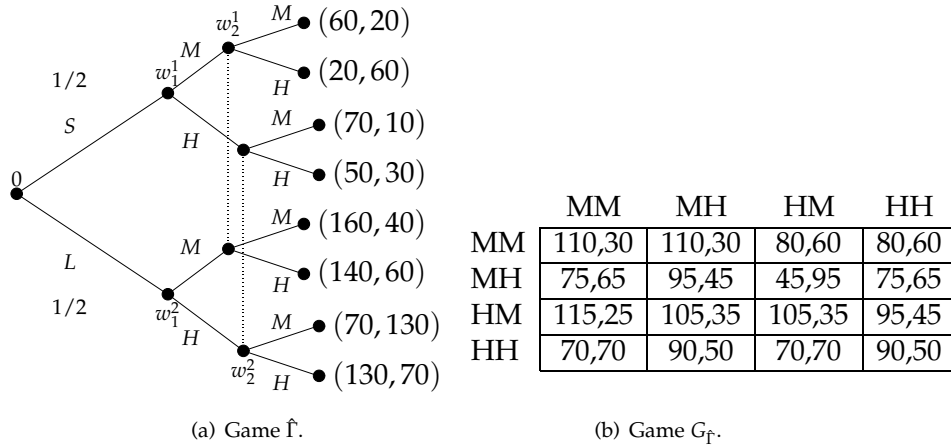 w_2^1
M
(60, 20)
M
w_1^1
H
(20, 60)
1/2
S
H
M
(70, 10)
H
(50, 30)
0
M
(160, 40)
L
M
H
(140, 60)
1/2
w_1^2
H
M
(70, 130)
w_2^2
H
(130, 70)
(a) Game Γ̂.
MM MH HM HH
MM 110,30 110,30 80,60 80,60
MH 75,65 95,45 45,95 75,65
HM 115,25 105,35 105,35 95,45
HH 70,70 90,50 70,70 90,50
(b) Game G_Γ̂.